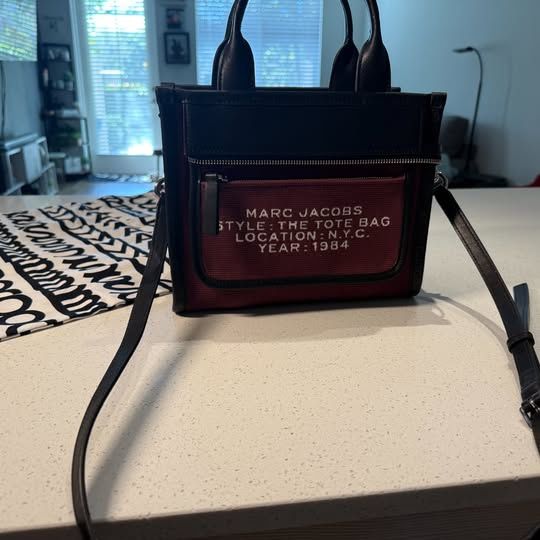 MARC JACOBS
STYLE : THE TOTE BAG
LOCATION : N.Y.C.
YEAR : 1984